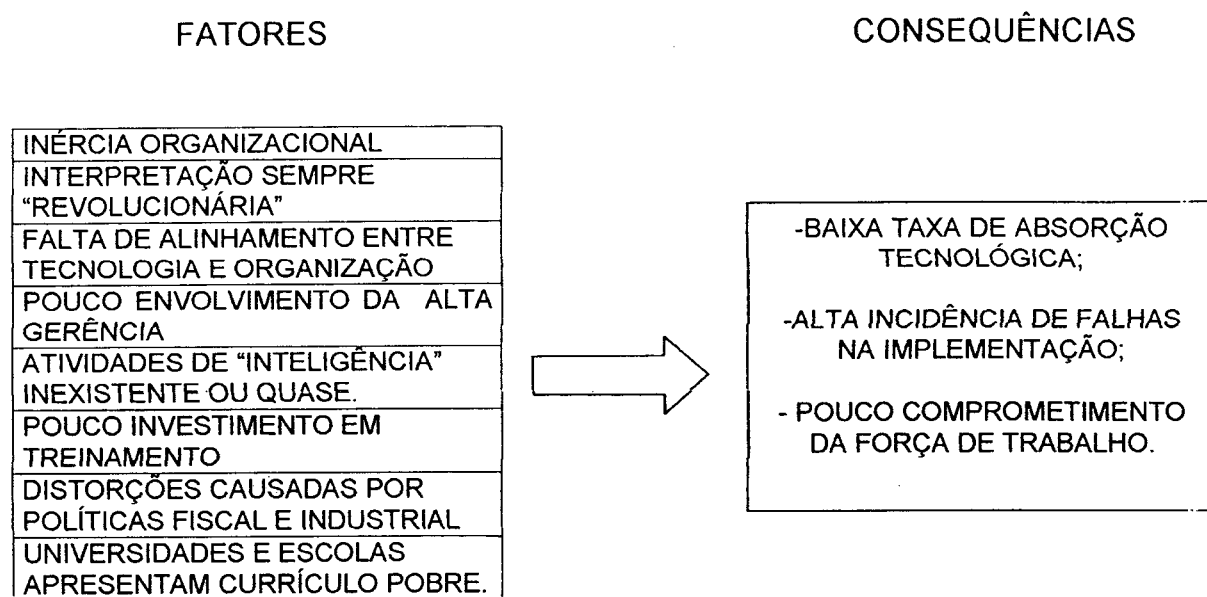 FATORES
INÉRCIA ORGANIZACIONAL
INTERPRETAÇÃO SEMPRE
“REVOLUCIONÁRIA”
FALTA DE ALINHAMENTO ENTRE
TECNOLOGIA E ORGANIZAÇÃO
POUCO ENVOLVIMENTO DA ALTA
GERÊNCIA
ATIVIDADES DE “INTELIGÊNCIA”
INEXISTENTE OU QUASE.
POUCO INVESTIMENTO EM
TREINAMENTO
DISTORÇÕES CAUSADAS POR
POLÍTICAS FISCAL E INDUSTRIAL
UNIVERSIDADES E ESCOLAS
APRESENTAM CURRÍCULO POBRE.
CONSEQUÊNCIAS
-BAIXA TAXA DE ABSORÇÃO
TECNOLÓGICA;
-ALTA INCIDÊNCIA DE FALHAS
NA IMPLEMENTAÇÃO;
- POUCO COMPROMETIMENTO
DA FORÇA DE TRABALHO.